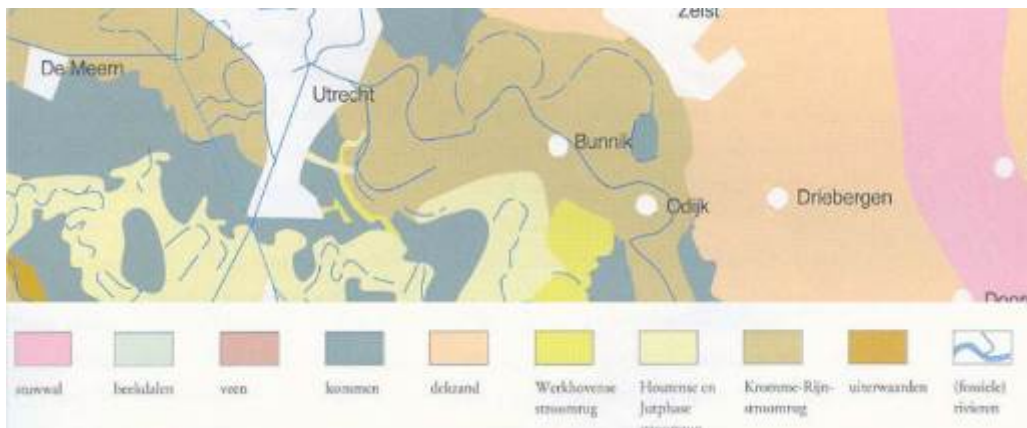 Zeist
De Meern
Utrecht
Bunnik
Odijk
Driebergen
stuwwal
beekdalen
veen
kommen
dekzand
Werkhovense
stroomrug
Houtense en
Jutphase
Kromme-Rijn-
stroomrug
uiterwaarden
(fossiele)
rivieren